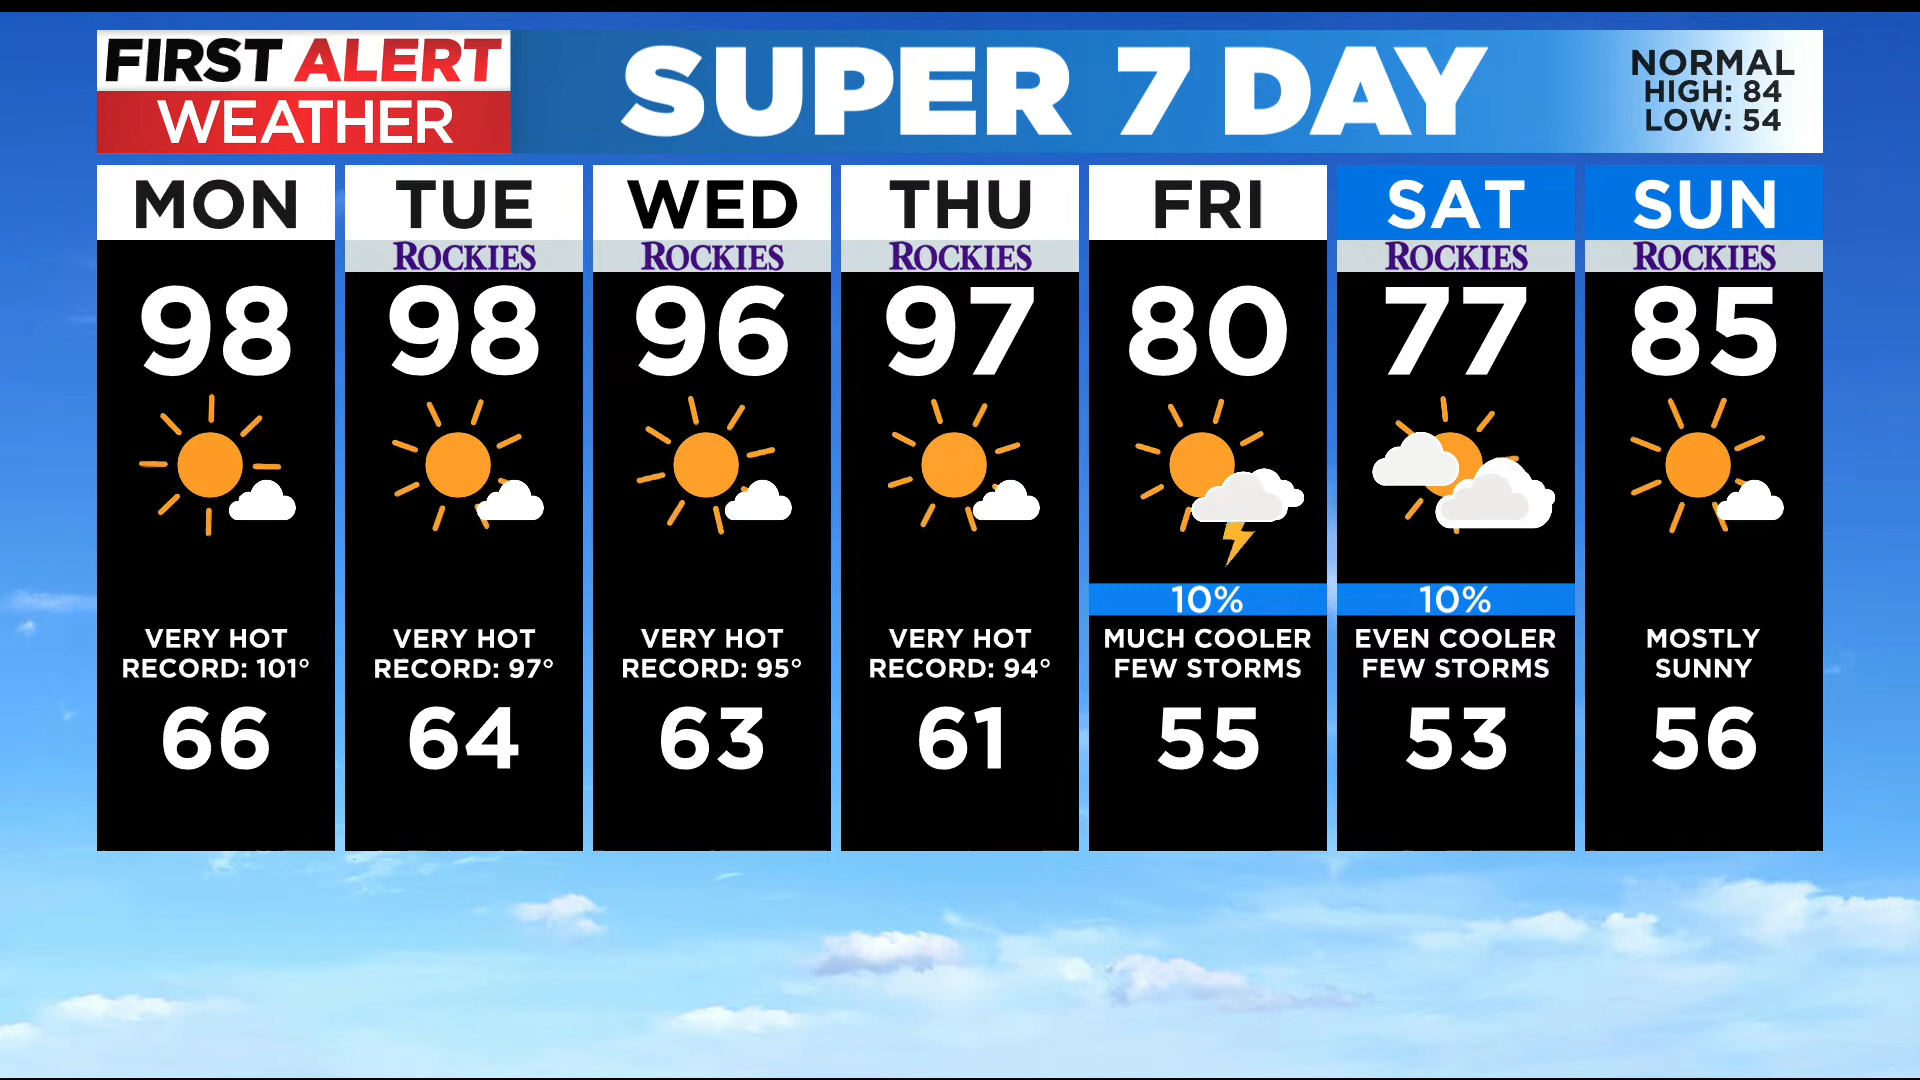 FIRST ALERT
WEATHER
SUPER 7 DAY
NORMAL
HIGH: 84
LOW: 54
MON
98
VERY HOT
RECORD: 101°
66
TUE
ROCKIES
98
VERY HOT
RECORD: 97°
64
WED
ROCKIES
96
VERY HOT
RECORD: 95°
63
THU
ROCKIES
97
VERY HOT
RECORD: 94°
61
FRI
80
10%
MUCH COOLER
FEW STORMS
55
SAT
ROCKIES
77
10%
EVEN COOLER
FEW STORMS
53
SUN
ROCKIES
85
MOSTLY
SUNNY
56